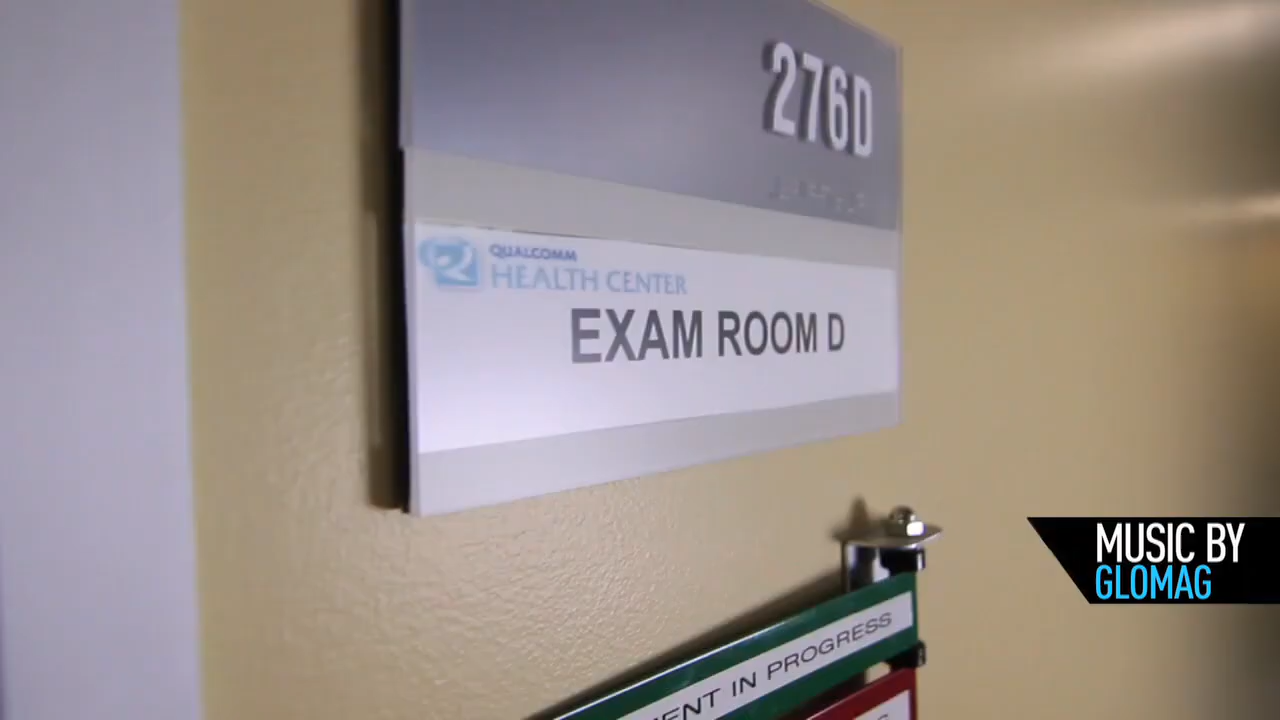 276D
QUALCOMM
HEALTH CENTER
EXAM ROOM D
MUSIC BY
GLOMAG
IN PROGRESS